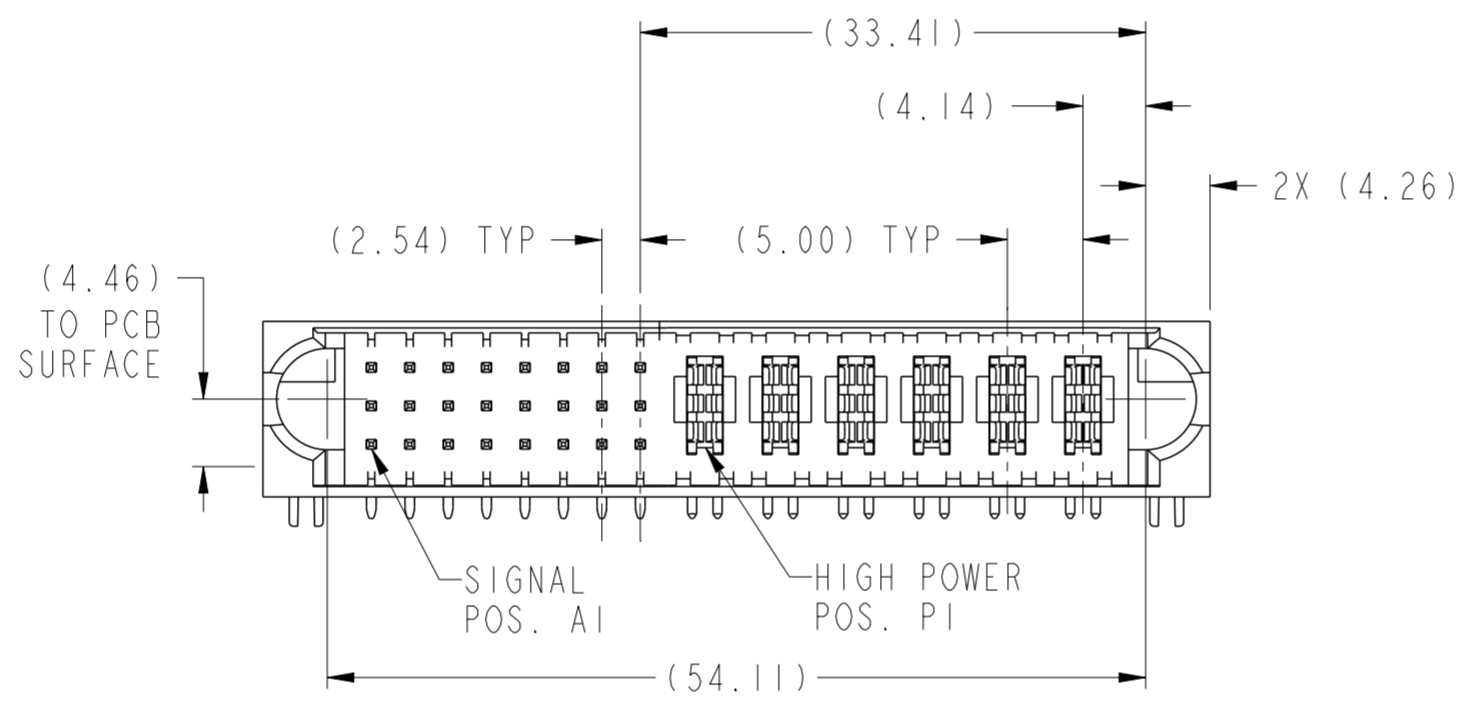 (33.41)
(4.14)
2X (4.26)
(2.54) TYP
(5.00) TYP
(4.46)
TO PCB
SURFACE
SIGNAL
POS. A1
HIGH POWER
POS. P1
(54.11)